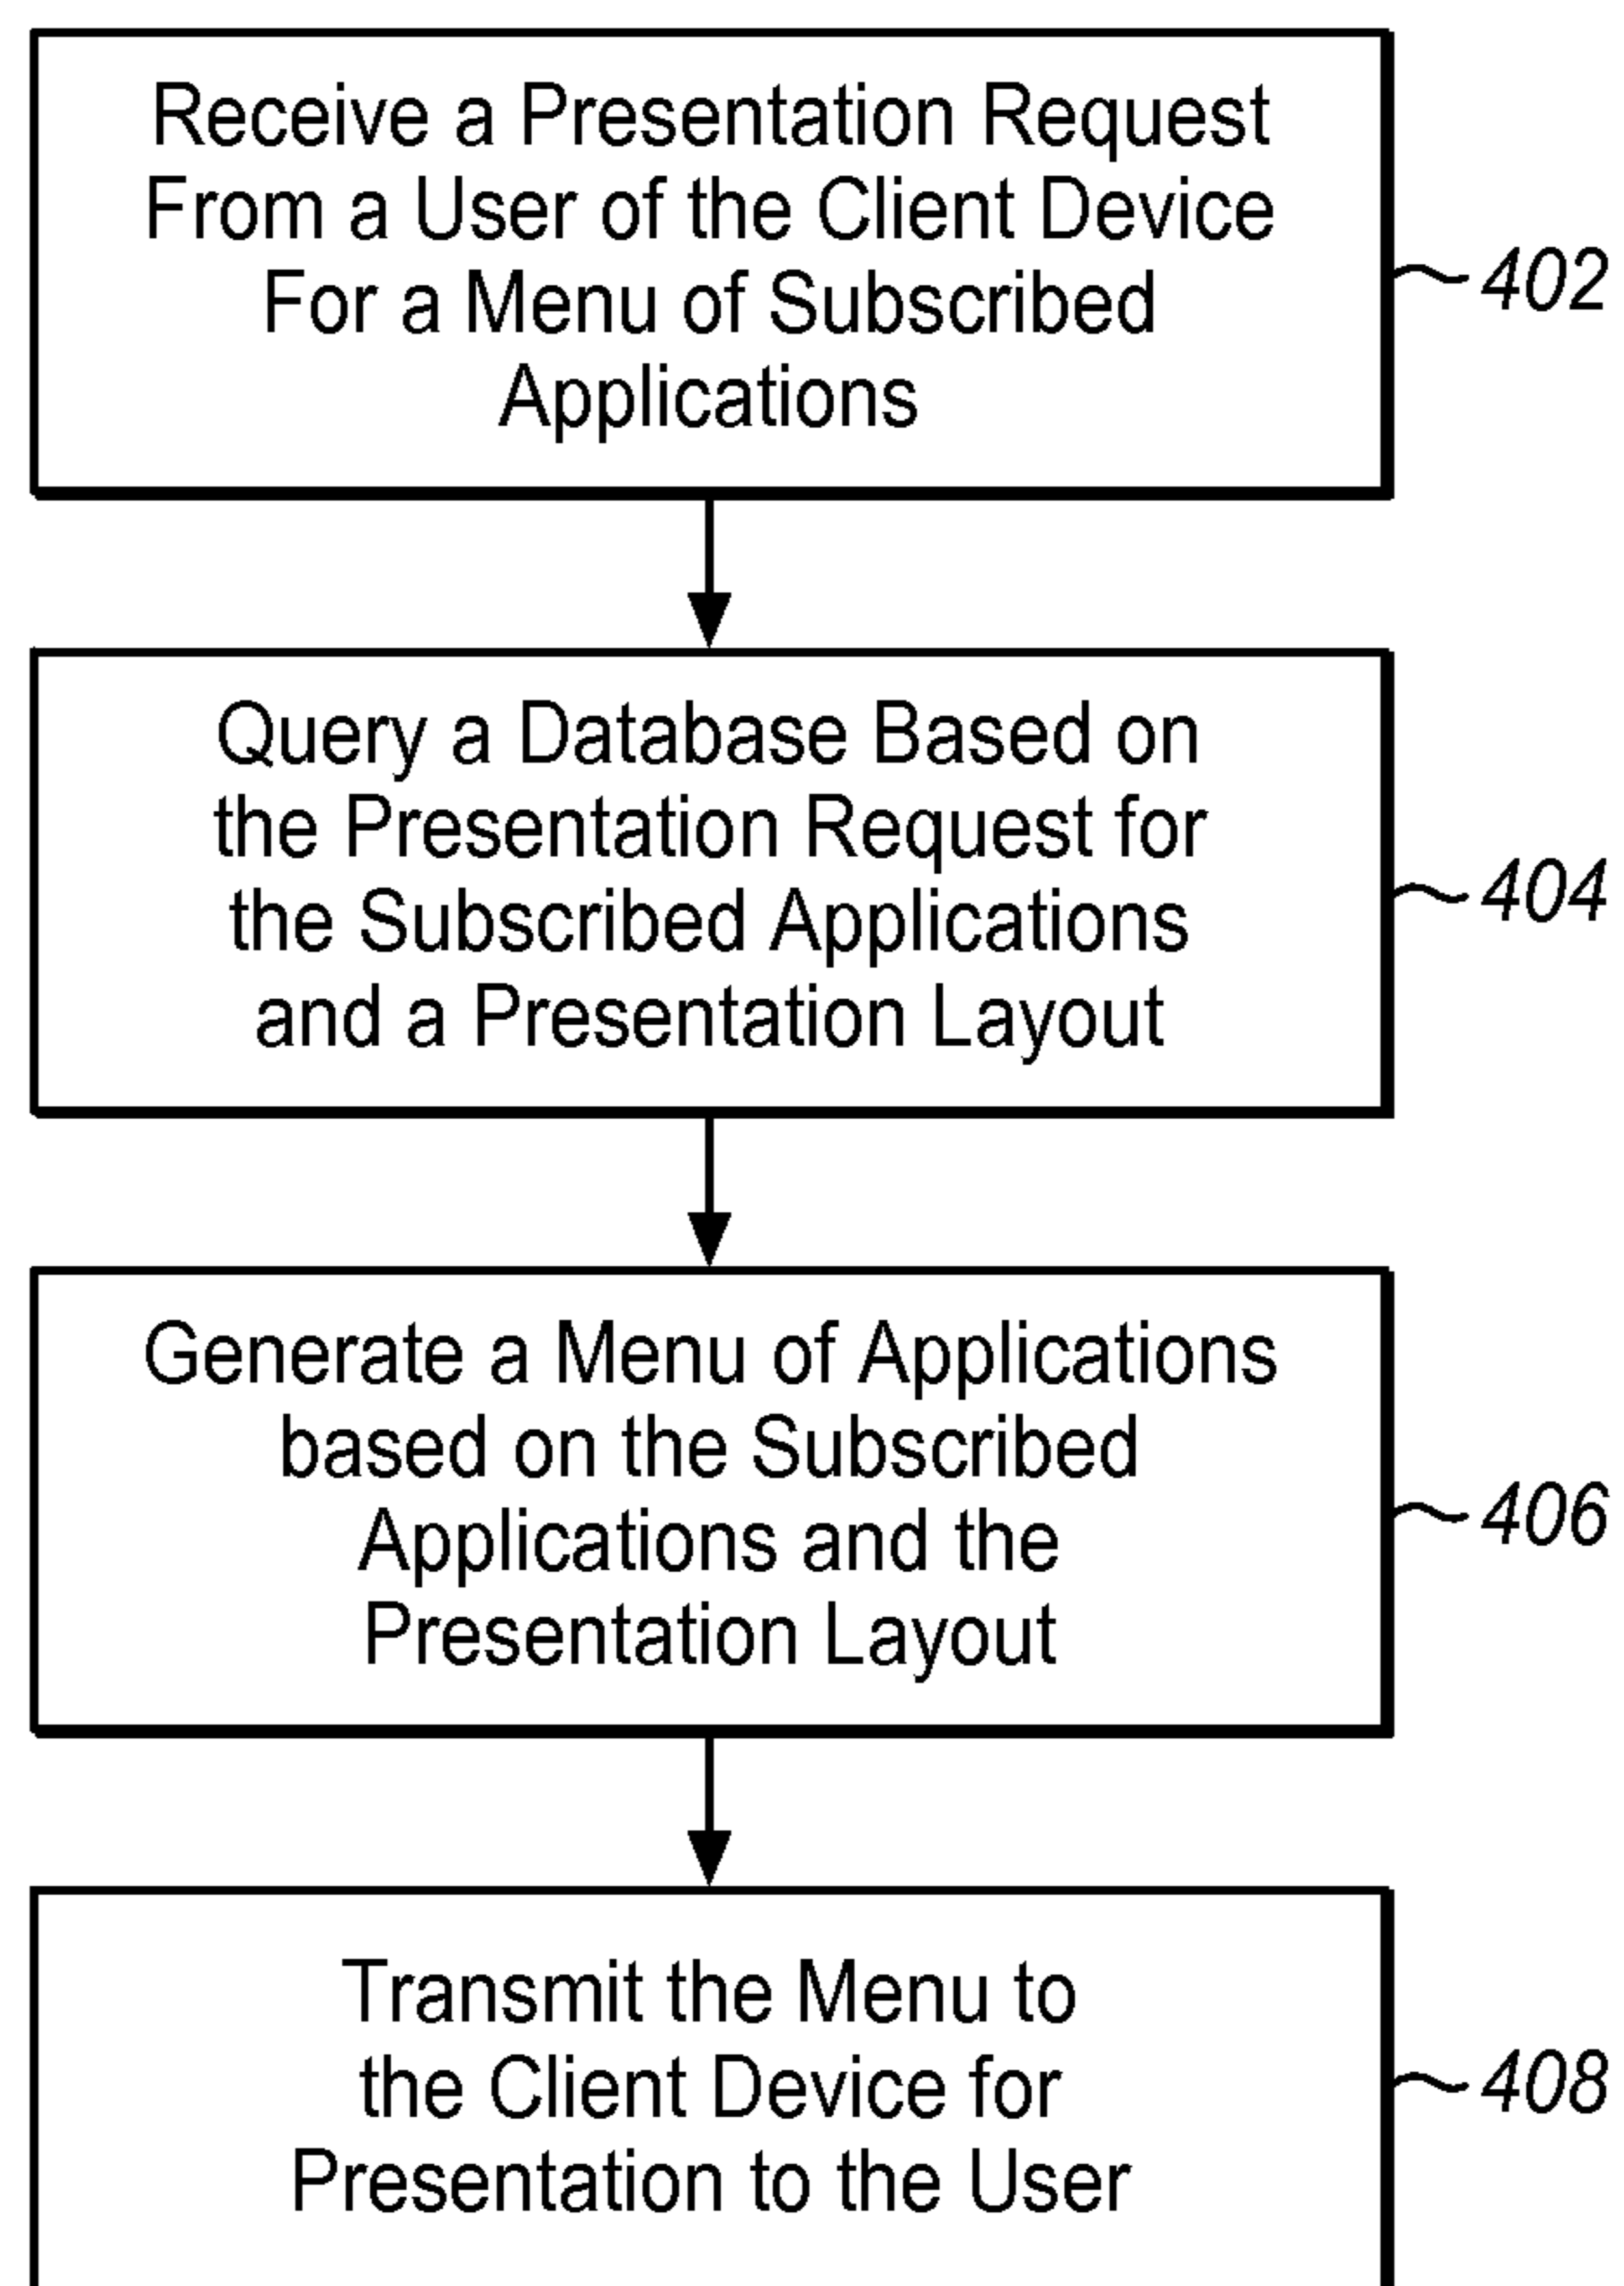 Receive a Presentation Request
From a User of the Client Device
For a Menu of Subscribed
Applications
402
Query a Database Based on
the Presentation Request for
the Subscribed Applications
and a Presentation Layout
404
Generate a Menu of Applications
based on the Subscribed
Applications and the
Presentation Layout
406
Transmit the Menu to
the Client Device for
Presentation to the User
408